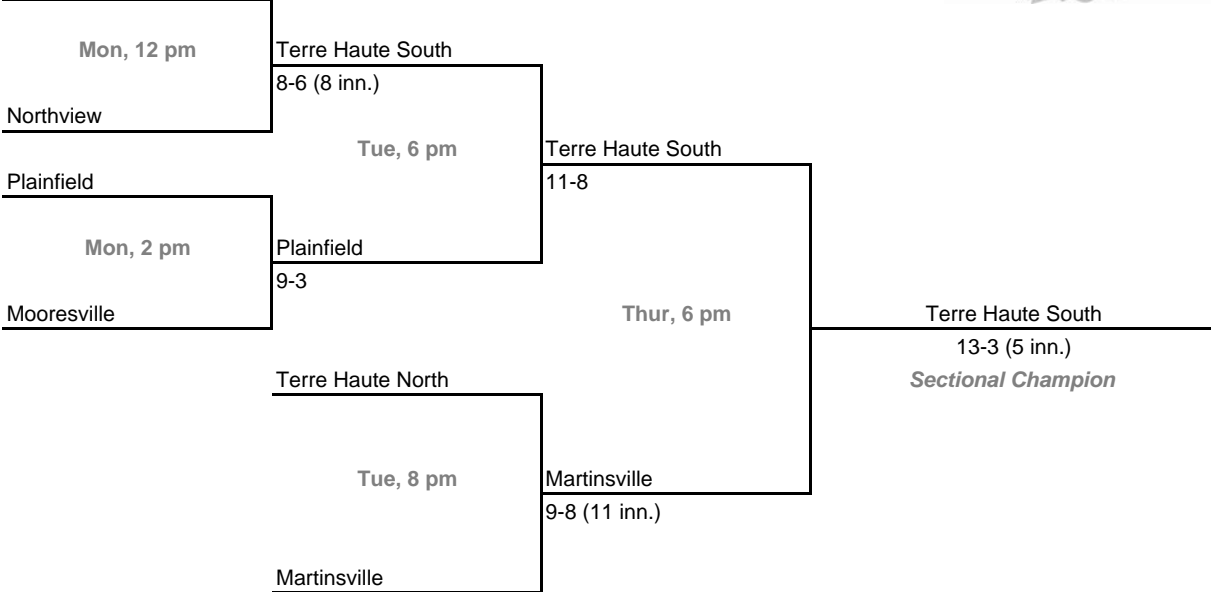 Mon, 12 pm
Terre Haute South
8-6 (8 inn.)
Northview
Tue, 6 pm
Terre Haute South
Plainfield
11-8
Mon, 2 pm
Plainfield
9-3
Mooresville
Thur, 6 pm
Terre Haute South
13-3 (5 inn.)
Terre Haute North
Sectional Champion
Tue, 8 pm
Martinsville
9-8 (11 inn.)
Martinsville